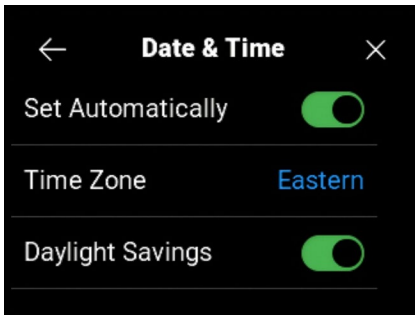 Date & Time
Set Automatically
Time Zone Eastern
Daylight Savings